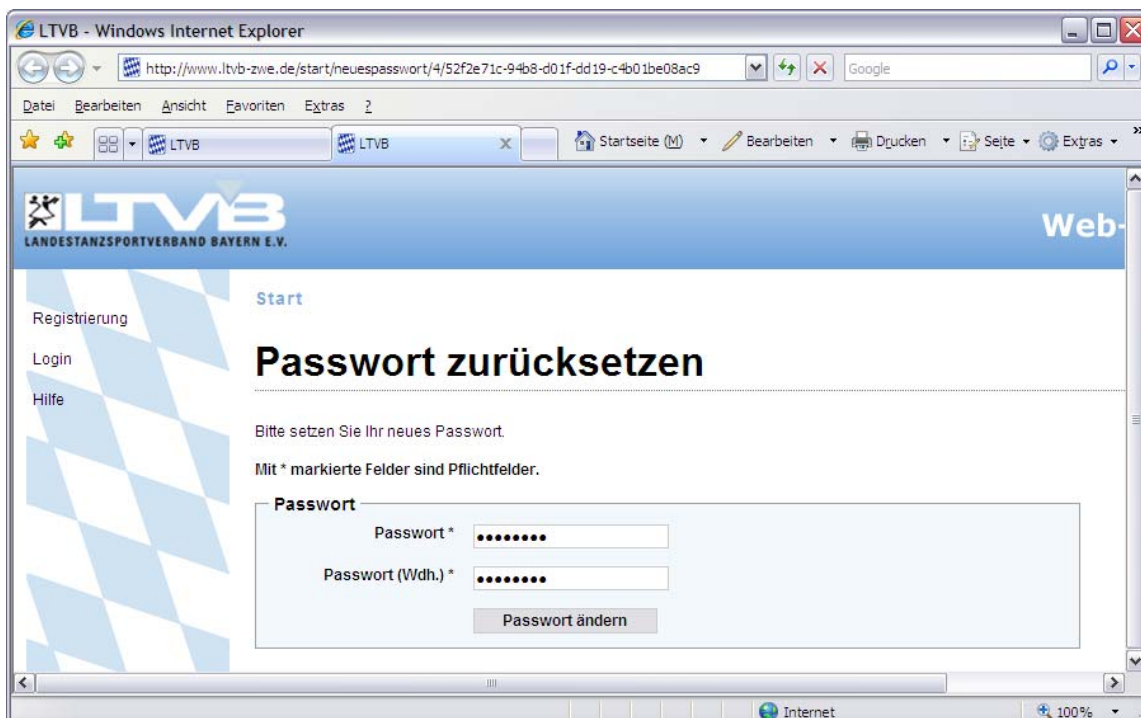 LTVB - Windows Internet Explorer
http://www.ltvb-zwe.de/start/neuespasswort/4/52f2e71c-94b8-d01f-dd19-c4b01be08ac9
Google
Datei Bearbeiten Ansicht Favoriten Extras ?
LTVB LTVB Startseite (M) Bearbeiten Drucken Seite Extras »
LTVB
LANDESTANZSPORTVERBAND BAYERN E.V.
Web-
Registrierung
Login
Hilfe
Start
Passwort zurücksetzen
Bitte setzen Sie Ihr neues Passwort.
Mit * markierte Felder sind Pflichtfelder.
Passwort
Passwort * ••••••••
Passwort (Wdh.) * ••••••••
Passwort ändern
Internet 100%